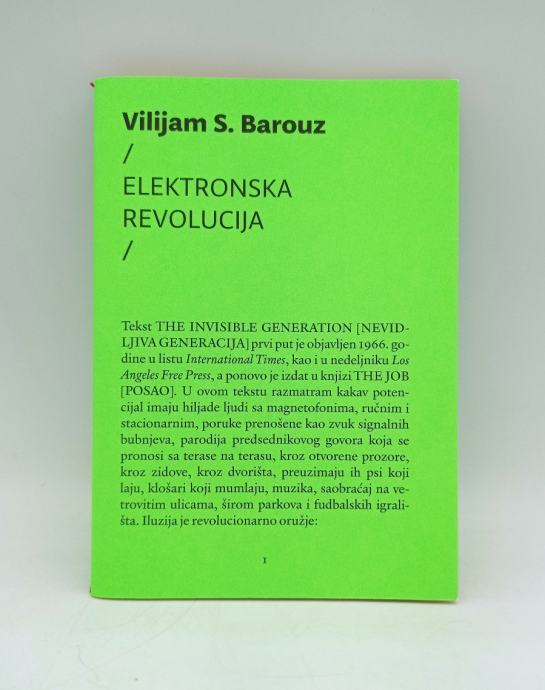 Vilijam S. Barouz
/
ELEKTRONSKA
REVOLUCIJA
/
Tekst THE INVISIBLE GENERATION [NEVID-
LJIVA GENERACIJA] prvi put je objavljen 1966. go-
dine u listu International Times, kao i u nedeljniku Los
Angeles Free Press, a ponovo je izdat u knjizi THE JOB
[POSAO]. U ovom tekstu razmatram kakav poten-
cijal imaju hiljade ljudi sa magnetofonima, ručnim i
stacionarnim, poruke prenošene kao zvuk signalnih
bubnjeva, parodija predsednikovog govora koja se
pronosi sa terase na terasu, kroz otvorene prozore,
kroz zidove, kroz dvorišta, preuzimaju ih psi koji
laju, klošari koji mumlaju, muzika, saobraćaj na ve-
trovitim ulicama, širom parkova i fudbalskih igrali-
šta. Iluzija je revolucionarno oružje:
1